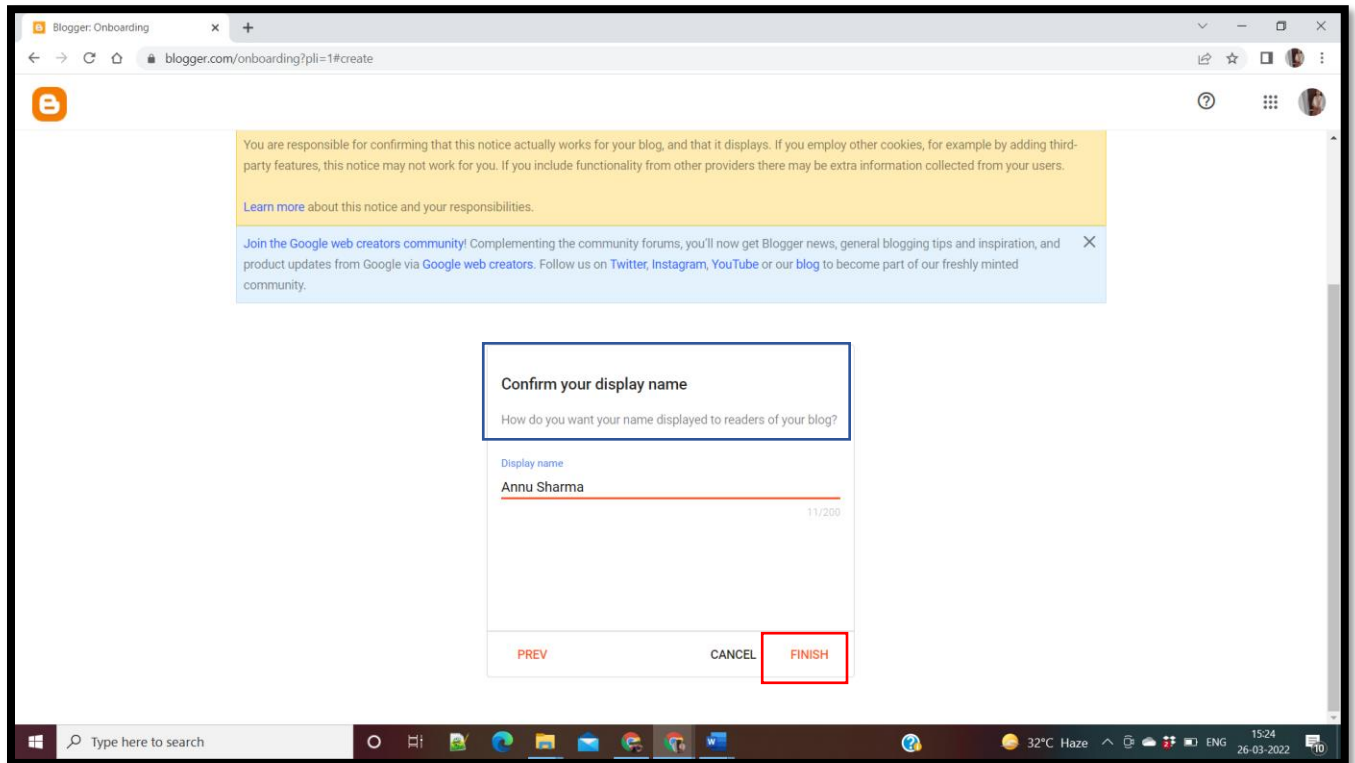 Blogger: Onboarding
blogger.com/onboarding?pli=1#create
You are responsible for confirming that this notice actually works for your blog, and that it displays. If you employ other cookies, for example by adding third-
party features, this notice may not work for you. If you include functionality from other providers there may be extra information collected from your users.
Learn more about this notice and your responsibilities.
Join the Google web creators community! Complementing the community forums, you'll now get Blogger news, general blogging tips and inspiration, and
product updates from Google via Google web creators. Follow us on Twitter, Instagram, YouTube or our blog to become part of our freshly minted
community.
Confirm your display name
How do you want your name displayed to readers of your blog?
Display name
Annu Sharma
11/200
PREV CANCEL FINISH
Type here to search
32°C Haze
ENG
15:24
26-03-2022
10